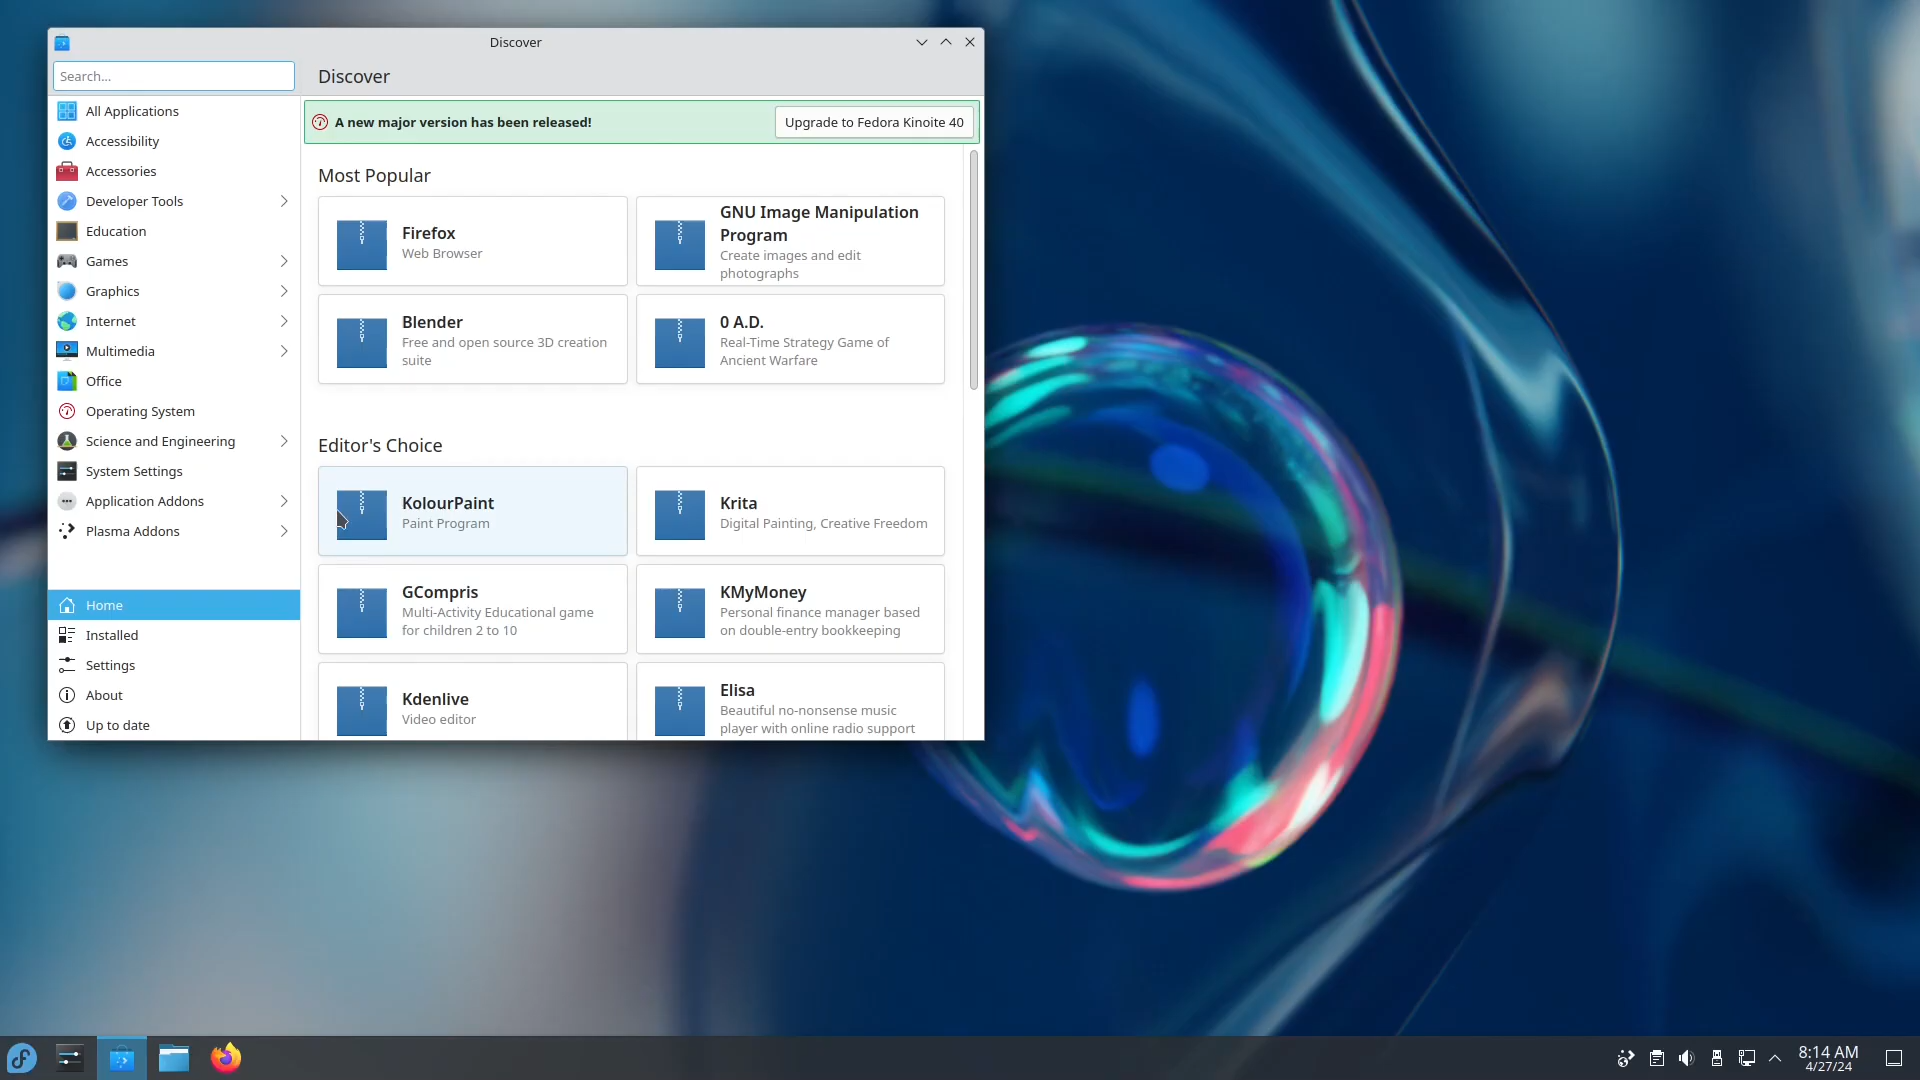 Discover
Search...
Discover
All Applications
Accessibility
Accessories
Developer Tools
Education
Games
Graphics
Internet
Multimedia
Office
Operating System
Science and Engineering
System Settings
Application Addons
Plasma Addons
Home
Installed
Settings
About
Up to date
A new major version has been released!
Upgrade to Fedora Kinoite 40
Most Popular
Firefox
Web Browser
GNU Image Manipulation
Program
Create images and edit
photographs
Blender
Free and open source 3D creation
suite
0 A.D.
Real-Time Strategy Game of
Ancient Warfare
Editor's Choice
KolourPaint
Paint Program
Krita
Digital Painting, Creative Freedom
GCompris
Multi-Activity Educational game
for children 2 to 10
KMyMoney
Personal finance manager based
on double-entry bookkeeping
Kdenlive
Video editor
Elisa
Beautiful no-nonsense music
player with online radio support
8:14 AM
4/27/24